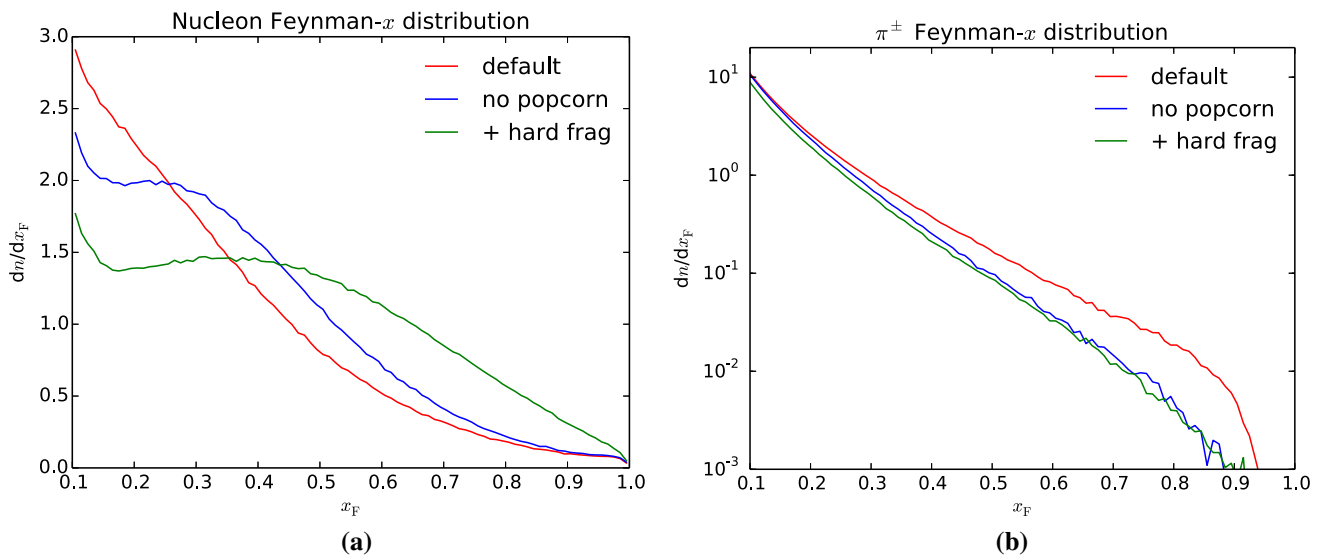 Nucleon Feynman-x distribution
3.0
2.5
2.0
1.5
1.0
0.5
0.0
dn/dx_F
default
no popcorn
+ hard frag
0.1 0.2 0.3 0.4 0.5 0.6 0.7 0.8 0.9 1.0
x_F
(a)
π± Feynman-x distribution
10^1
10^0
10^-1
10^-2
10^-3
dn/dx_F
default
no popcorn
+ hard frag
0.1 0.2 0.3 0.4 0.5 0.6 0.7 0.8 0.9 1.0
x_F
(b)